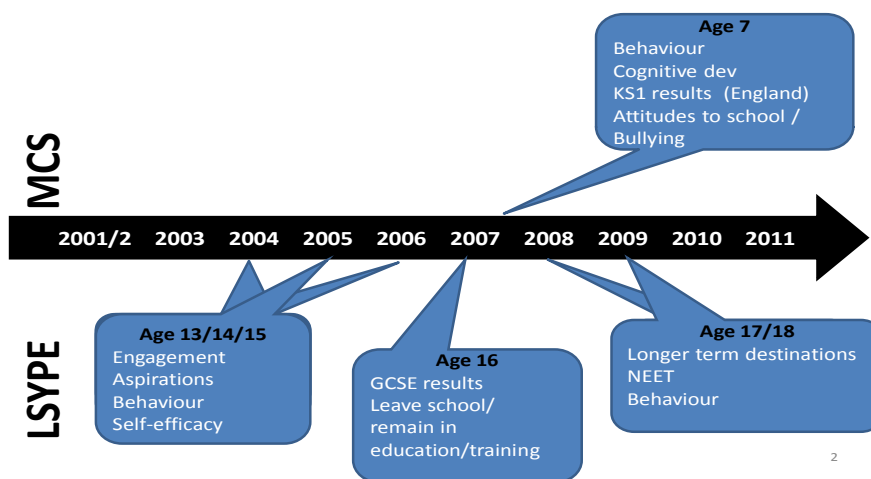 Age 7
Behaviour
Cognitive dev
KS1 results (England)
Attitudes to school /
Bullying
MCS
2001/2 2003 2004 2005 2006 2007 2008 2009 2010 2011
LSYPE
Age 13/14/15
Engagement
Aspirations
Behaviour
Self-efficacy
Age 16
GCSE results
Leave school/
remain in
education/training
Age 17/18
Longer term destinations
NEET
Behaviour
2